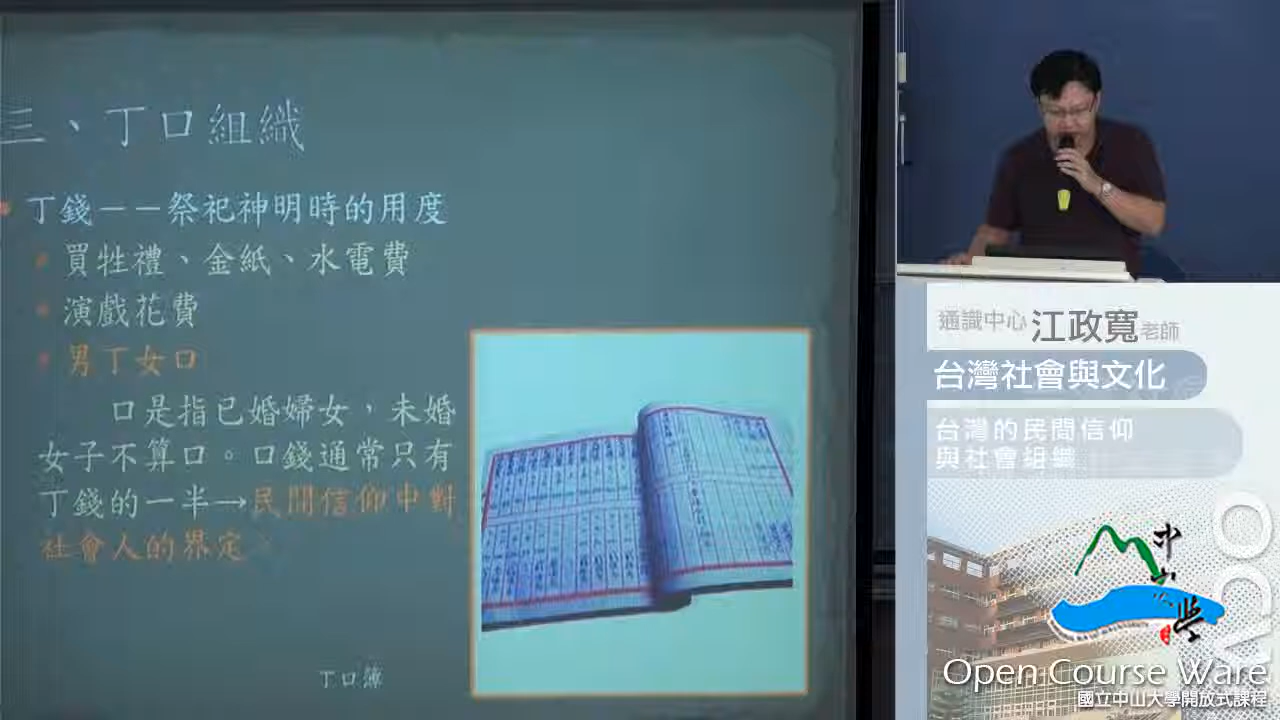 三、丁口組織
丁錢——祭祀神明時的用度
買牲禮、金紙、水電費
演戲花費
男丁女口
口是指已婚婦女，未婚
女子不算口。口錢通常只有
丁錢的一半→民間信仰中對
社會人的界定。
丁口簿
通識中心 江政寬 老師
台灣社會與文化
台灣的民間信仰
與社會組織
中山大學
Open Course Ware
國立中山大學開放式課程